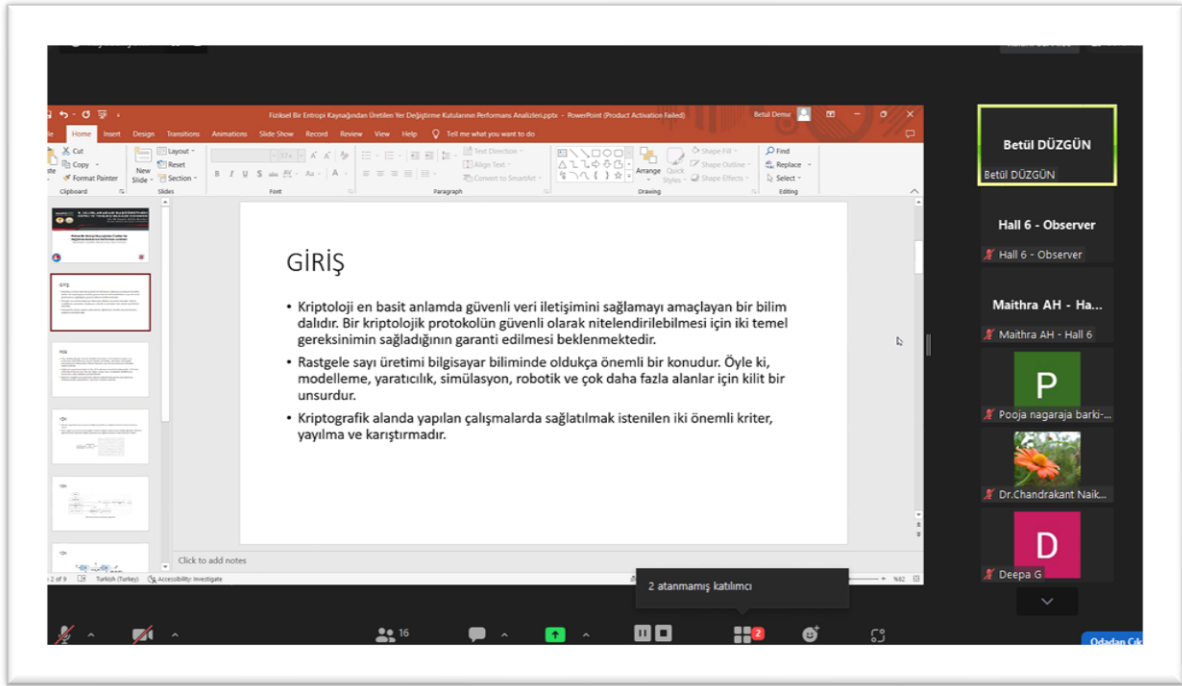 Fiziksel Bir Entropi Kaynağından Üretilen Yer Değiştirme Kutularının Performans Analizleri.pptx - PowerPoint (Product Activation Failed)
Betul Demir
Home Insert Design Transitions Animations Slide Show Record Review View Help Tell me what you want to do
Cut
Copy
Format Painter
Clipboard
New
Slide
Layout
Reset
Section
Slides
Font
Text Direction
Align Text
Convert to SmartArt
Paragraph
Arrange
Quick
Styles
Shape Fill
Shape Outline
Shape Effects
Drawing
Find
Replace
Select
Editing
GİRİŞ
• Kriptoloji en basit anlamda güvenli veri iletişimini sağlamayı amaçlayan bir bilim
dalıdır. Bir kriptolojik protokolün güvenli olarak nitelendirilebilmesi için iki temel
gereksinimin sağladığının garanti edilmesi beklenmektedir.
• Rastgele sayı üretimi bilgisayar biliminde oldukça önemli bir konudur. Öyle ki,
modelleme, yaratıcılık, simülasyon, robotik ve çok daha fazla alanlar için kilit bir
unsurdur.
• Kriptografik alanda yapılan çalışmalarda sağlatılmak istenilen iki önemli kriter,
yayılma ve karıştırmadır.
Click to add notes
2 of 9 Turkish (Turkey) Accessibility: Investigate
%82
Betül DÜZGÜN
Betül DÜZGÜN
Hall 6 - Observer
Hall 6 - Observer
Maithra AH - Ha...
Maithra AH - Hall 6
P
Pooja nagaraja barki-...
Dr.Chandrakant Naik...
D
Deepa G
2 atanmamış katılımcı
16
2
Odadan Çık